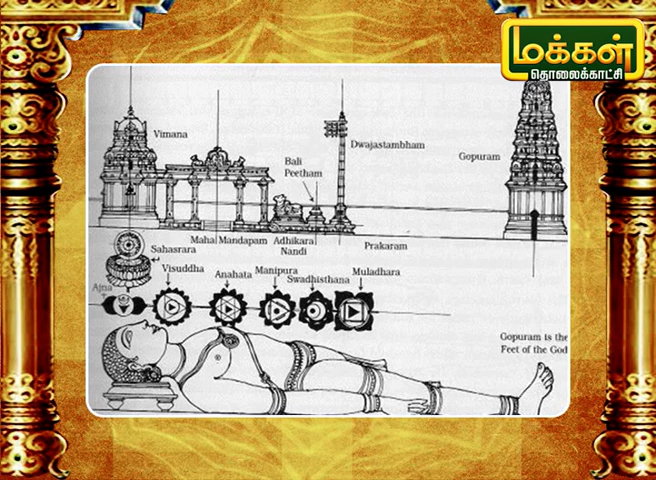 மக்கள்
தொலைக்காட்சி
Vimana
Bali
Peetham
Dwajastambham
Gopuram
Maha Mandapam
Adhikara
Nandi
Prakaram
Sahasrara
Ajna
Visuddha
Anahata
Manipura
Swadhisthana
Muladhara
Gopuram is the
Feet of the God